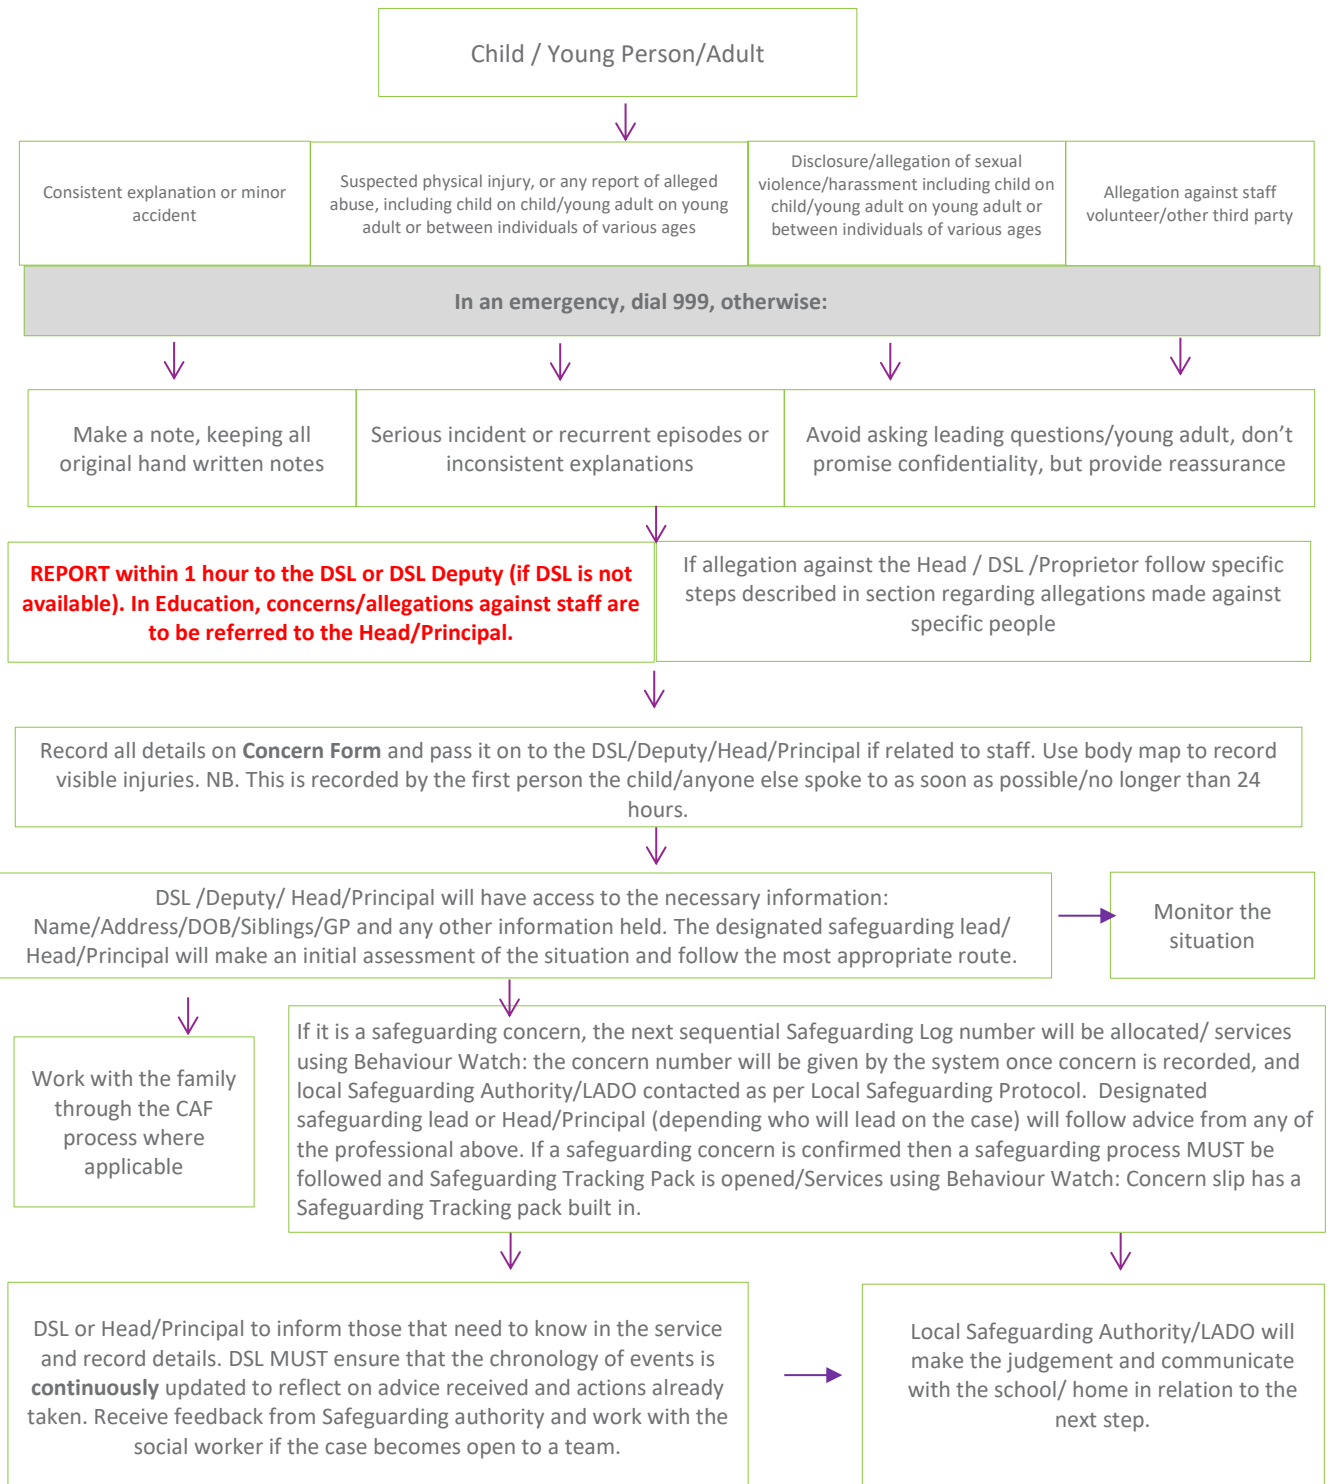 Child / Young Person/Adult
Consistent explanation or minor
accident
Suspected physical injury, or any report of alleged
abuse, including child on child/young adult on young
adult or between individuals of various ages
Disclosure/allegation of sexual
violence/harassment including child on
child/young adult on young adult or
between individuals of various ages
Allegation against staff
volunteer/other third party
In an emergency, dial 999, otherwise:
Make a note, keeping all
original hand written notes
Serious incident or recurrent episodes or
inconsistent explanations
Avoid asking leading questions/young adult, don't
promise confidentiality, but provide reassurance
REPORT within 1 hour to the DSL or DSL Deputy (if DSL is not
available). In Education, concerns/allegations against staff are
to be referred to the Head/Principal.
If allegation against the Head / DSL /Proprietor follow specific
steps described in section regarding allegations made against
specific people
Record all details on Concern Form and pass it on to the DSL/Deputy/Head/Principal if related to staff. Use body map to record
visible injuries. NB. This is recorded by the first person the child/anyone else spoke to as soon as possible/no longer than 24
hours.
DSL /Deputy/ Head/Principal will have access to the necessary information:
Name/Address/DOB/Siblings/GP and any other information held. The designated safeguarding lead/
Head/Principal will make an initial assessment of the situation and follow the most appropriate route.
Monitor the
situation
Work with the family
through the CAF
process where
applicable
If it is a safeguarding concern, the next sequential Safeguarding Log number will be allocated/ services
using Behaviour Watch: the concern number will be given by the system once concern is recorded, and
local Safeguarding Authority/LADO contacted as per Local Safeguarding Protocol.  Designated
safeguarding lead or Head/Principal (depending who will lead on the case) will follow advice from any of
the professional above. If a safeguarding concern is confirmed then a safeguarding process MUST be
followed and Safeguarding Tracking Pack is opened/Services using Behaviour Watch: Concern slip has a
Safeguarding Tracking pack built in.
DSL or Head/Principal to inform those that need to know in the service
and record details. DSL MUST ensure that the chronology of events is
continuously updated to reflect on advice received and actions already
taken. Receive feedback from Safeguarding authority and work with the
social worker if the case becomes open to a team.
Local Safeguarding Authority/LADO will
make the judgement and communicate
with the school/ home in relation to the
next step.